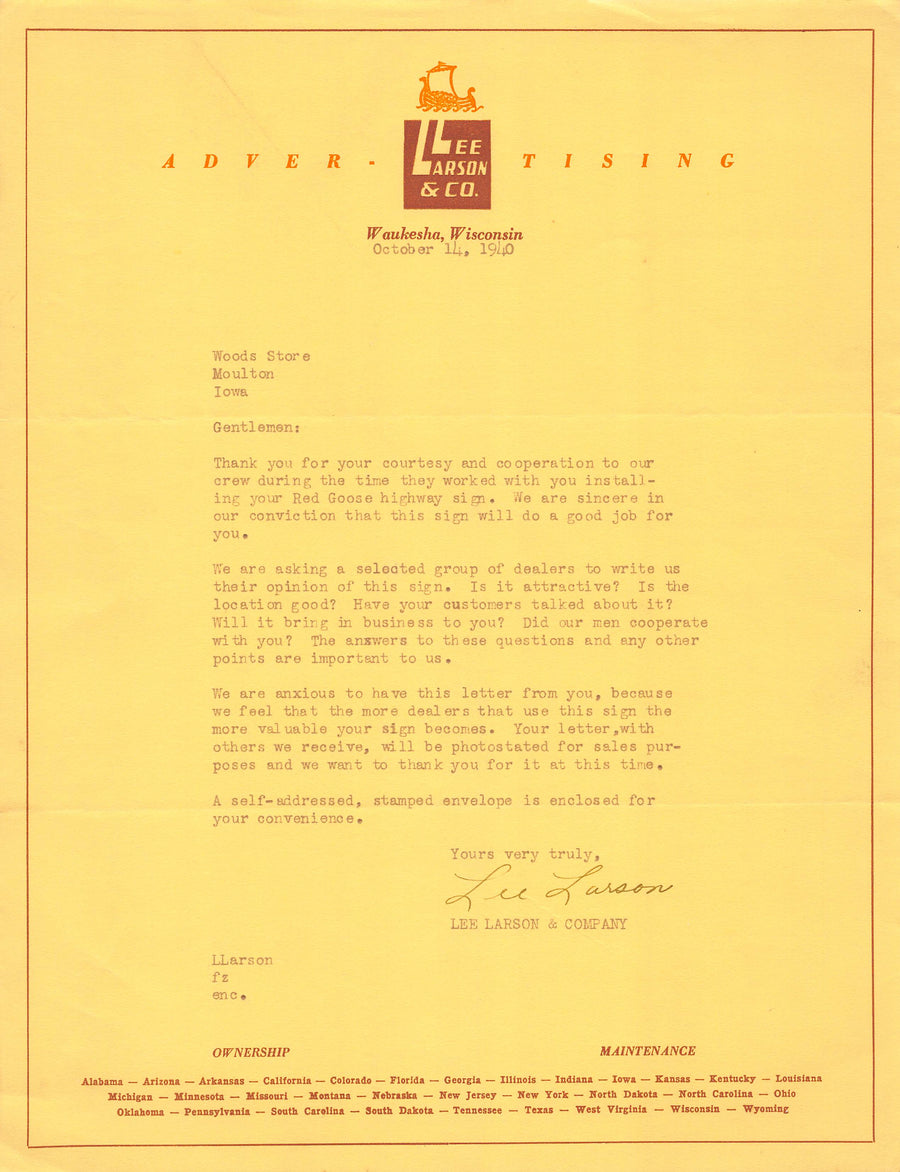 ADVER-TISING
LEE
LARSON
& CO.
Waukesha, Wisconsin
October 14, 1940
Woods Store
Moulton
Iowa
Gentlemen:
Thank you for your courtesy and cooperation to our
crew during the time they worked with you install-
ing your Red Goose highway sign. We are sincere in
our conviction that this sign will do a good job for
you.
We are asking a selected group of dealers to write us
their opinion of this sign. Is it attractive? Is the
location good? Have your customers talked about it?
Will it bring in business to you? Did our men cooperate
with you? The answers to these questions and any other
points are important to us.
We are anxious to have this letter from you, because
we feel that the more dealers that use this sign the
more valuable your sign becomes. Your letter,with
others we receive, will be photostated for sales pur-
poses and we want to thank you for it at this time.
A self-addressed, stamped envelope is enclosed for
your convenience.
Yours very truly,
Lee Larson
LEE LARSON & COMPANY
LLarson
fz
enc.
OWNERSHIP MAINTENANCE
Alabama — Arizona — Arkansas — California — Colorado — Florida — Georgia — Illinois — Indiana — Iowa — Kansas — Kentucky — Louisiana
Michigan — Minnesota — Missouri — Montana — Nebraska — New Jersey — New York — North Dakota — North Carolina — Ohio
Oklahoma — Pennsylvania — South Carolina — South Dakota — Tennessee — Texas — West Virginia — Wisconsin — Wyoming